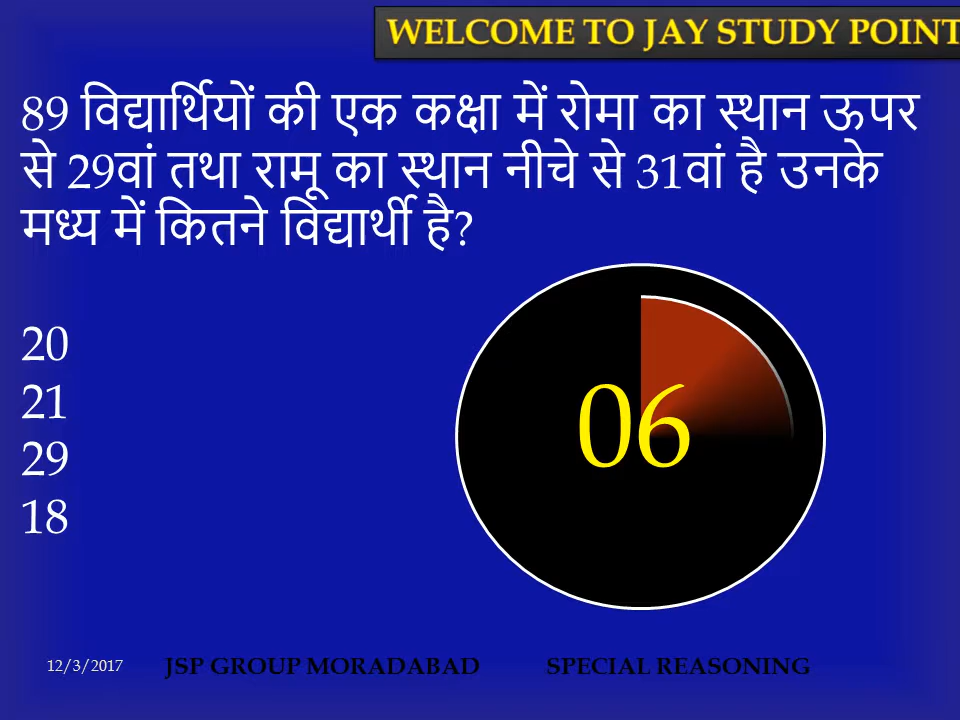 WELCOME TO JAY STUDY POINT
89 विद्यार्थियों की एक कक्षा में रोमा का स्थान ऊपर
से 29वां तथा रामू का स्थान नीचे से 31वां है उनके
मध्य में कितने विद्यार्थी है?
20
21
29
18
06
12/3/2017 JSP GROUP MORADABAD SPECIAL REASONING